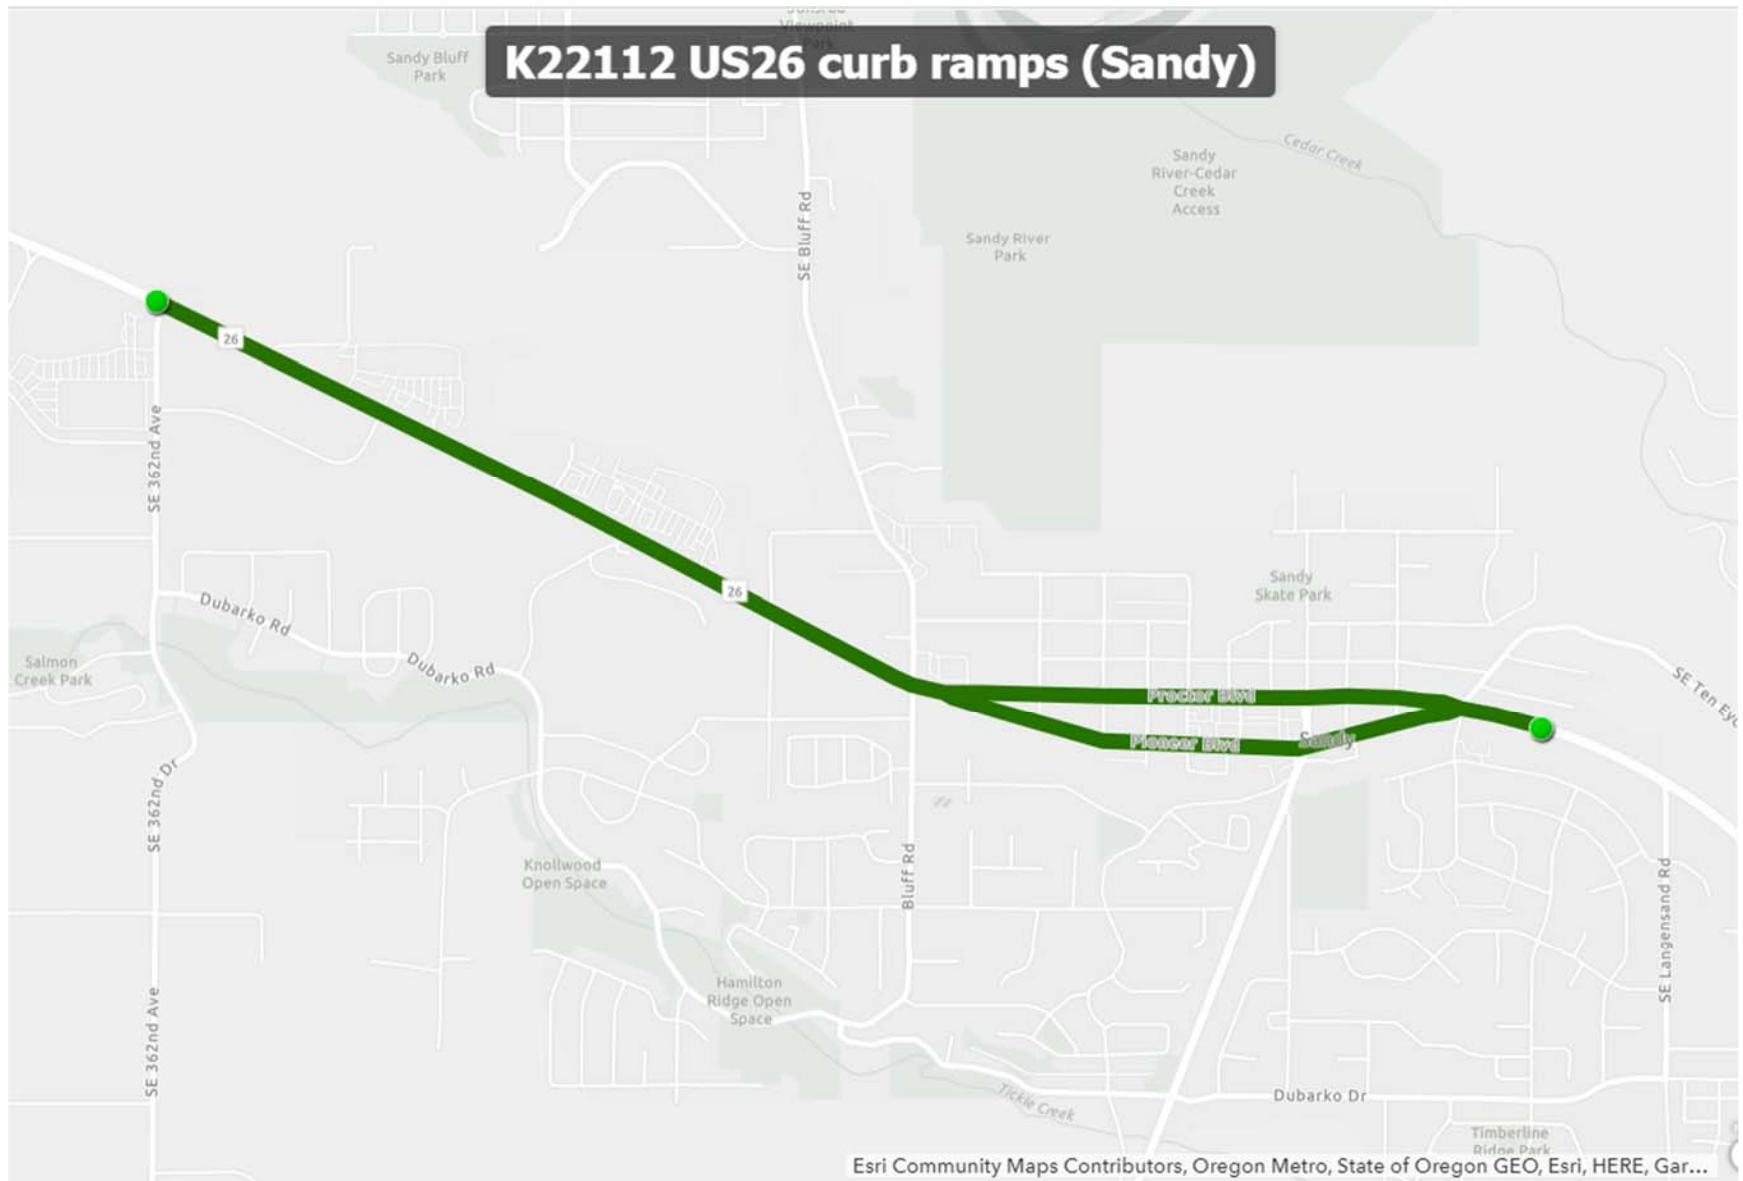 Viewpoint
Park
K22112 US26 curb ramps (Sandy)
Sandy Bluff
Park
Cedar Creek
Sandy
River-Cedar
Creek
Access
SE Bluff Rd
Sandy River
Park
26
SE 362nd Ave
26
Sandy
Skate Park
Dubarko Rd
Dubarko Rd
Salmon
Creek Park
SE Ten Eyc
Proctor Blvd
Pioneer Blvd
Sandy
SE 362nd Dr
Knollwood
Open Space
Bluff Rd
SE Langensand Rd
Hamilton
Ridge Open
Space
SE 362nd Ave
Tickle Creek
Dubarko Dr
Timberline
Ridge Park
Esri Community Maps Contributors, Oregon Metro, State of Oregon GEO, Esri, HERE, Gar...